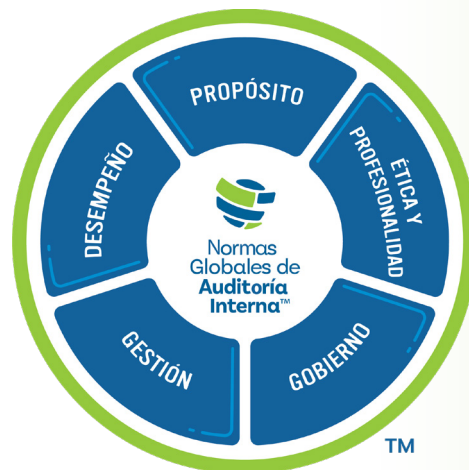 PROPÓSITO
ÉTICA Y
PROFESIONALIDAD
GOBIERNO
GESTIÓN
DESEMPEÑO
Normas
Globales de
Auditoría
Interna™
TM